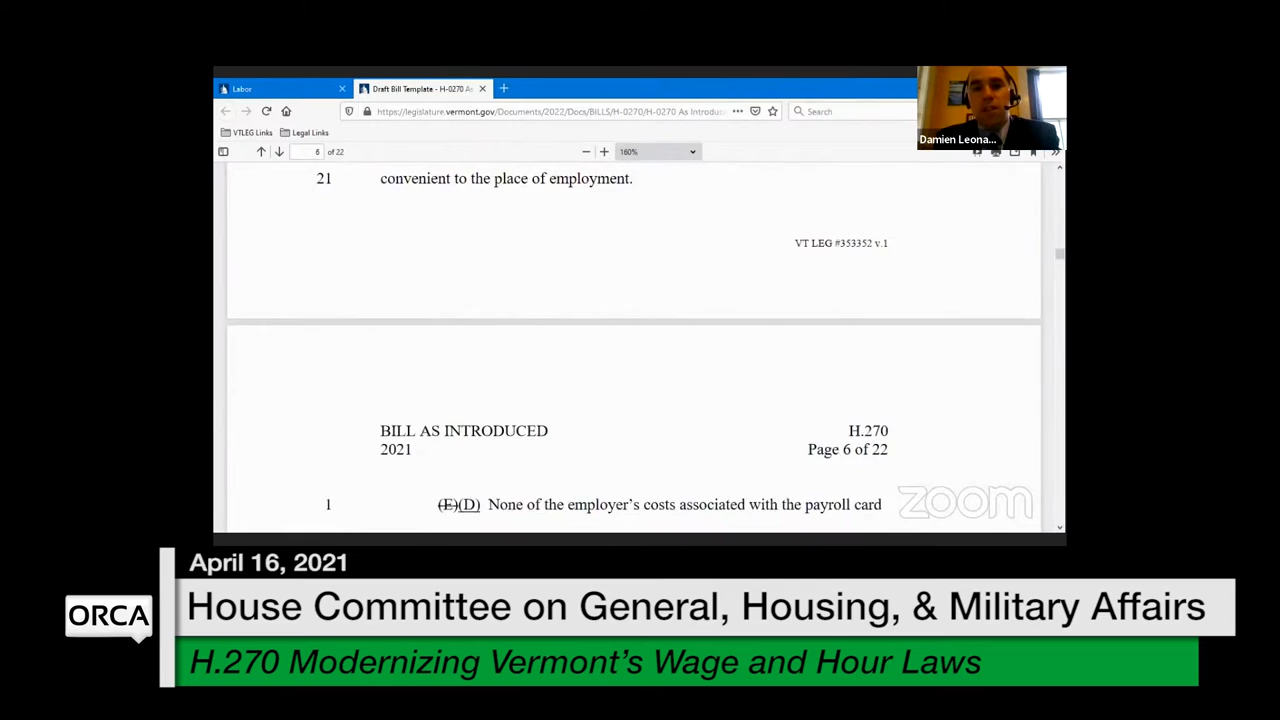 Labor
Draft Bill Template - H-0270 As
https://legislature.vermont.gov/Documents/2022/Docs/BILLS/H-0270/H-0270 As Introduc
Search
VTLEG Links
Legal Links
6 of 22
160%
Damien Leona...
21 convenient to the place of employment.
VT LEG #353352 v.1
BILL AS INTRODUCED H.270
2021 Page 6 of 22
1 (E)(D) None of the employer's costs associated with the payroll card
zoom
April 16, 2021
ORCA
House Committee on General, Housing, & Military Affairs
H.270 Modernizing Vermont's Wage and Hour Laws